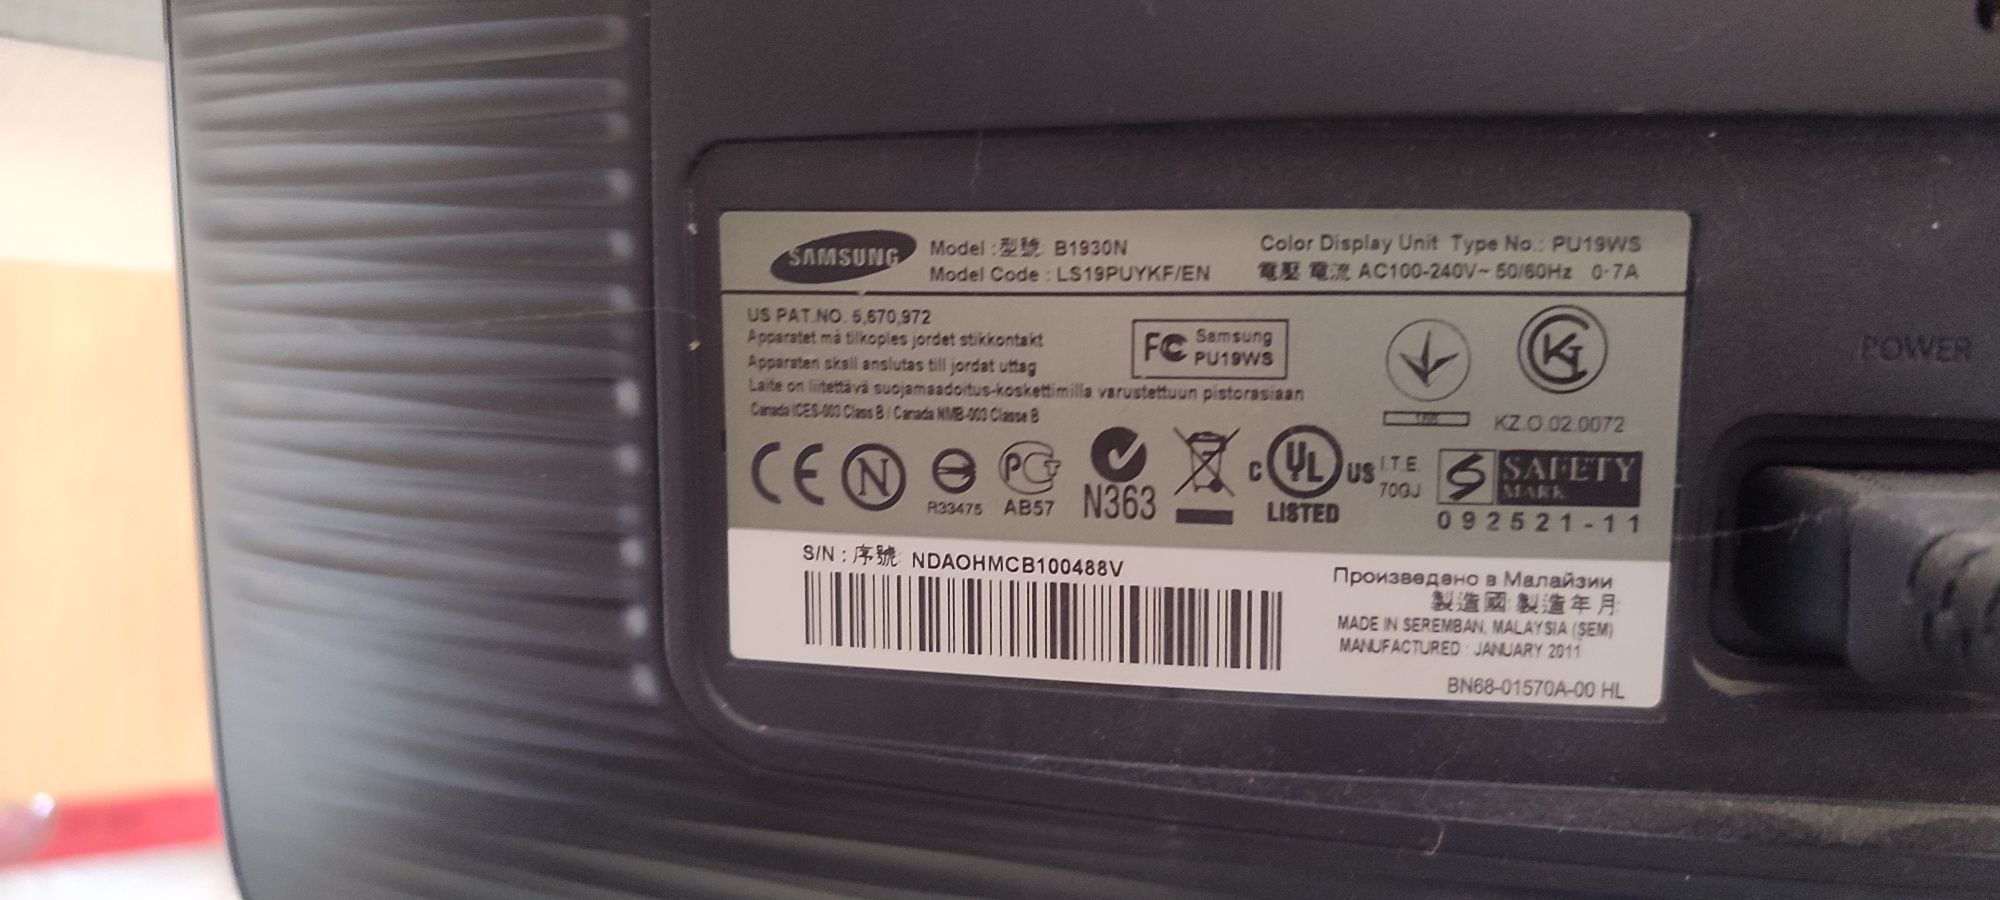 SAMSUNG
Model :型號: B1930N
Model Code : LS19PUYKF/EN
Color Display Unit Type No.: PU19WS
電壓 電流 AC100-240V~ 50/60Hz 0·7A
US PAT.NO. 5,670,972
Apparatet må tilkoples jordet stikkontakt
Apparaten skall anslutas till jordat uttag
Laite on liitettävä suojamaadoitus-koskettimilla varustettuun pistorasiaan
Canada ICES-003 Class B / Canada NMB-003 Classe B
FC Samsung
PU19WS
KZ.O.02.0072
CE N
R33475
PCT
AB57
N363
C UL US
LISTED
I.T.E.
70GJ
S SAFETY
MARK
092521-11
S/N : 序號: NDAOHMCB100488V
Произведено в Малайзии
製造國: 製造年月:
MADE IN SEREMBAN, MALAYSIA (SEM)
MANUFACTURED : JANUARY 2011
BN68-01570A-00 HL
POWER